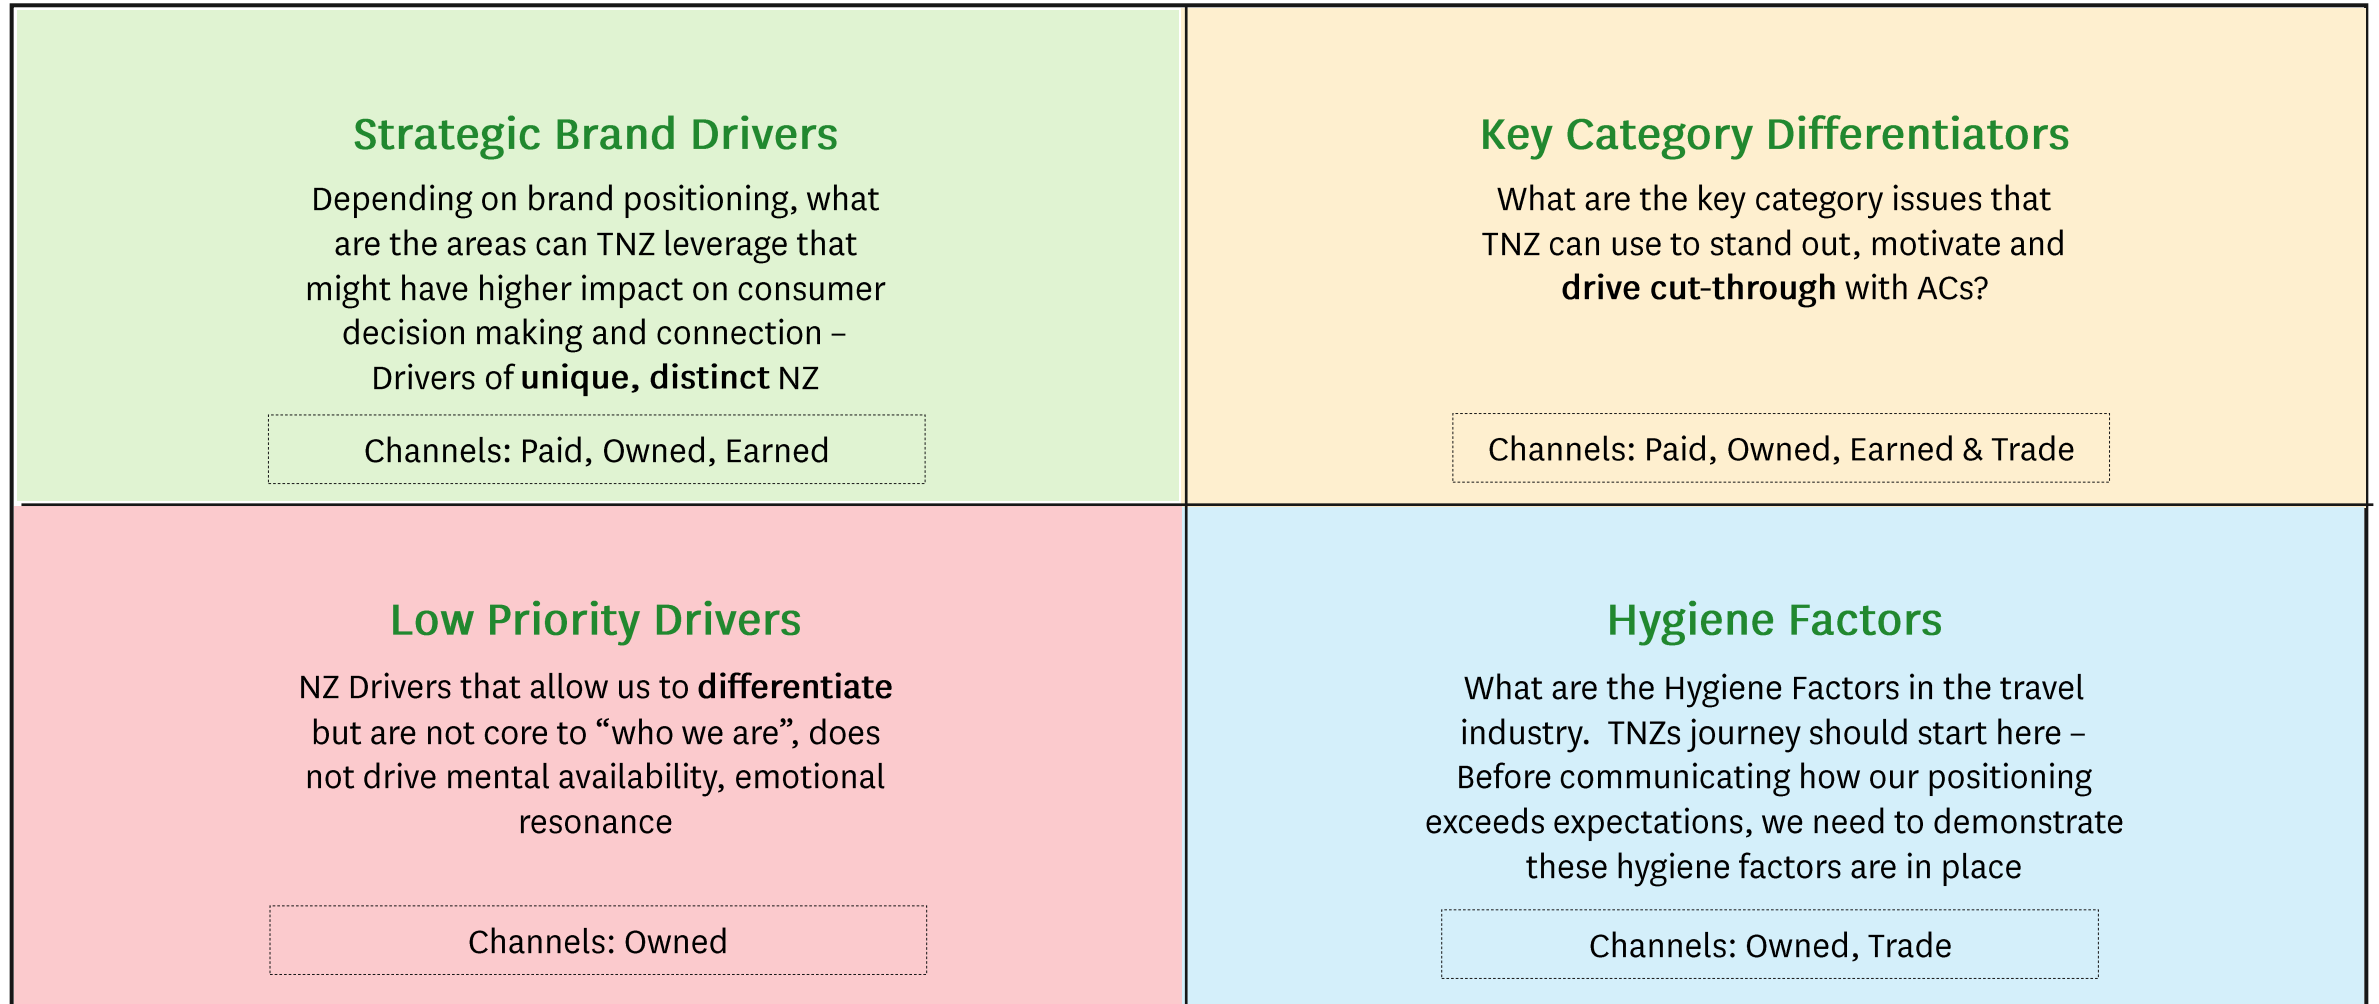 Strategic Brand Drivers
Depending on brand positioning, what
are the areas can TNZ leverage that
might have higher impact on consumer
decision making and connection –
Drivers of unique, distinct NZ
Channels: Paid, Owned, Earned
Key Category Differentiators
What are the key category issues that
TNZ can use to stand out, motivate and
drive cut-through with ACs?
Channels: Paid, Owned, Earned & Trade
Low Priority Drivers
NZ Drivers that allow us to differentiate
but are not core to “who we are”, does
not drive mental availability, emotional
resonance
Channels: Owned
Hygiene Factors
What are the Hygiene Factors in the travel
industry.  TNZs journey should start here –
Before communicating how our positioning
exceeds expectations, we need to demonstrate
these hygiene factors are in place
Channels: Owned, Trade